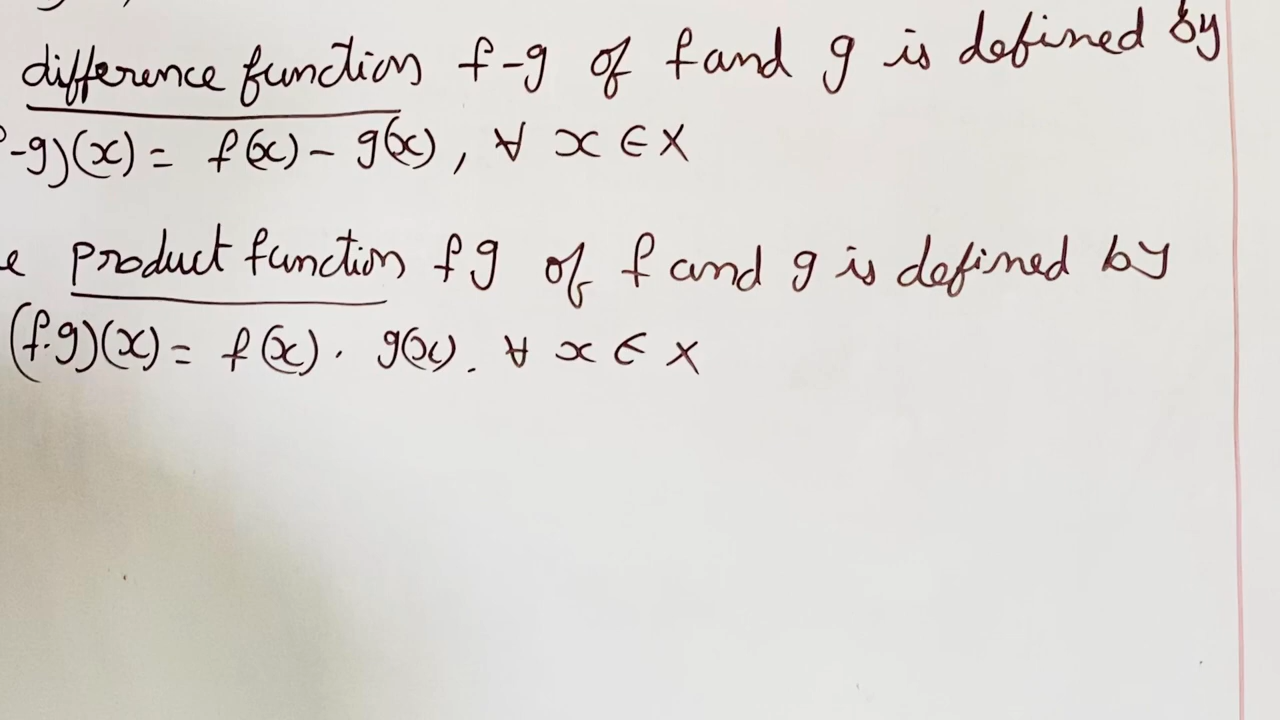 difference function f-g of f and g is defined by
-g)(x) = f(x) - g(x), ∀ x ∈ X
product function fg of f and g is defined by
(f.g)(x) = f(x) . g(x). ∀ x ∈ X